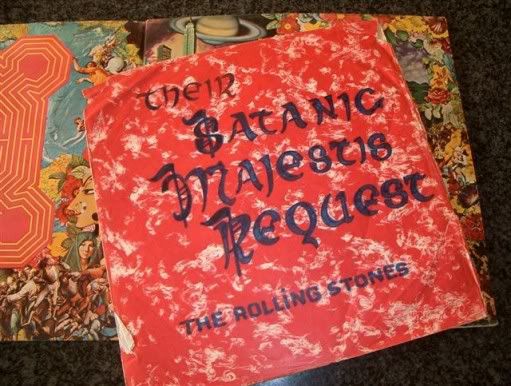 THEIR
SATANIC
MAJESTIS
REQUEST
THE ROLLING STONES